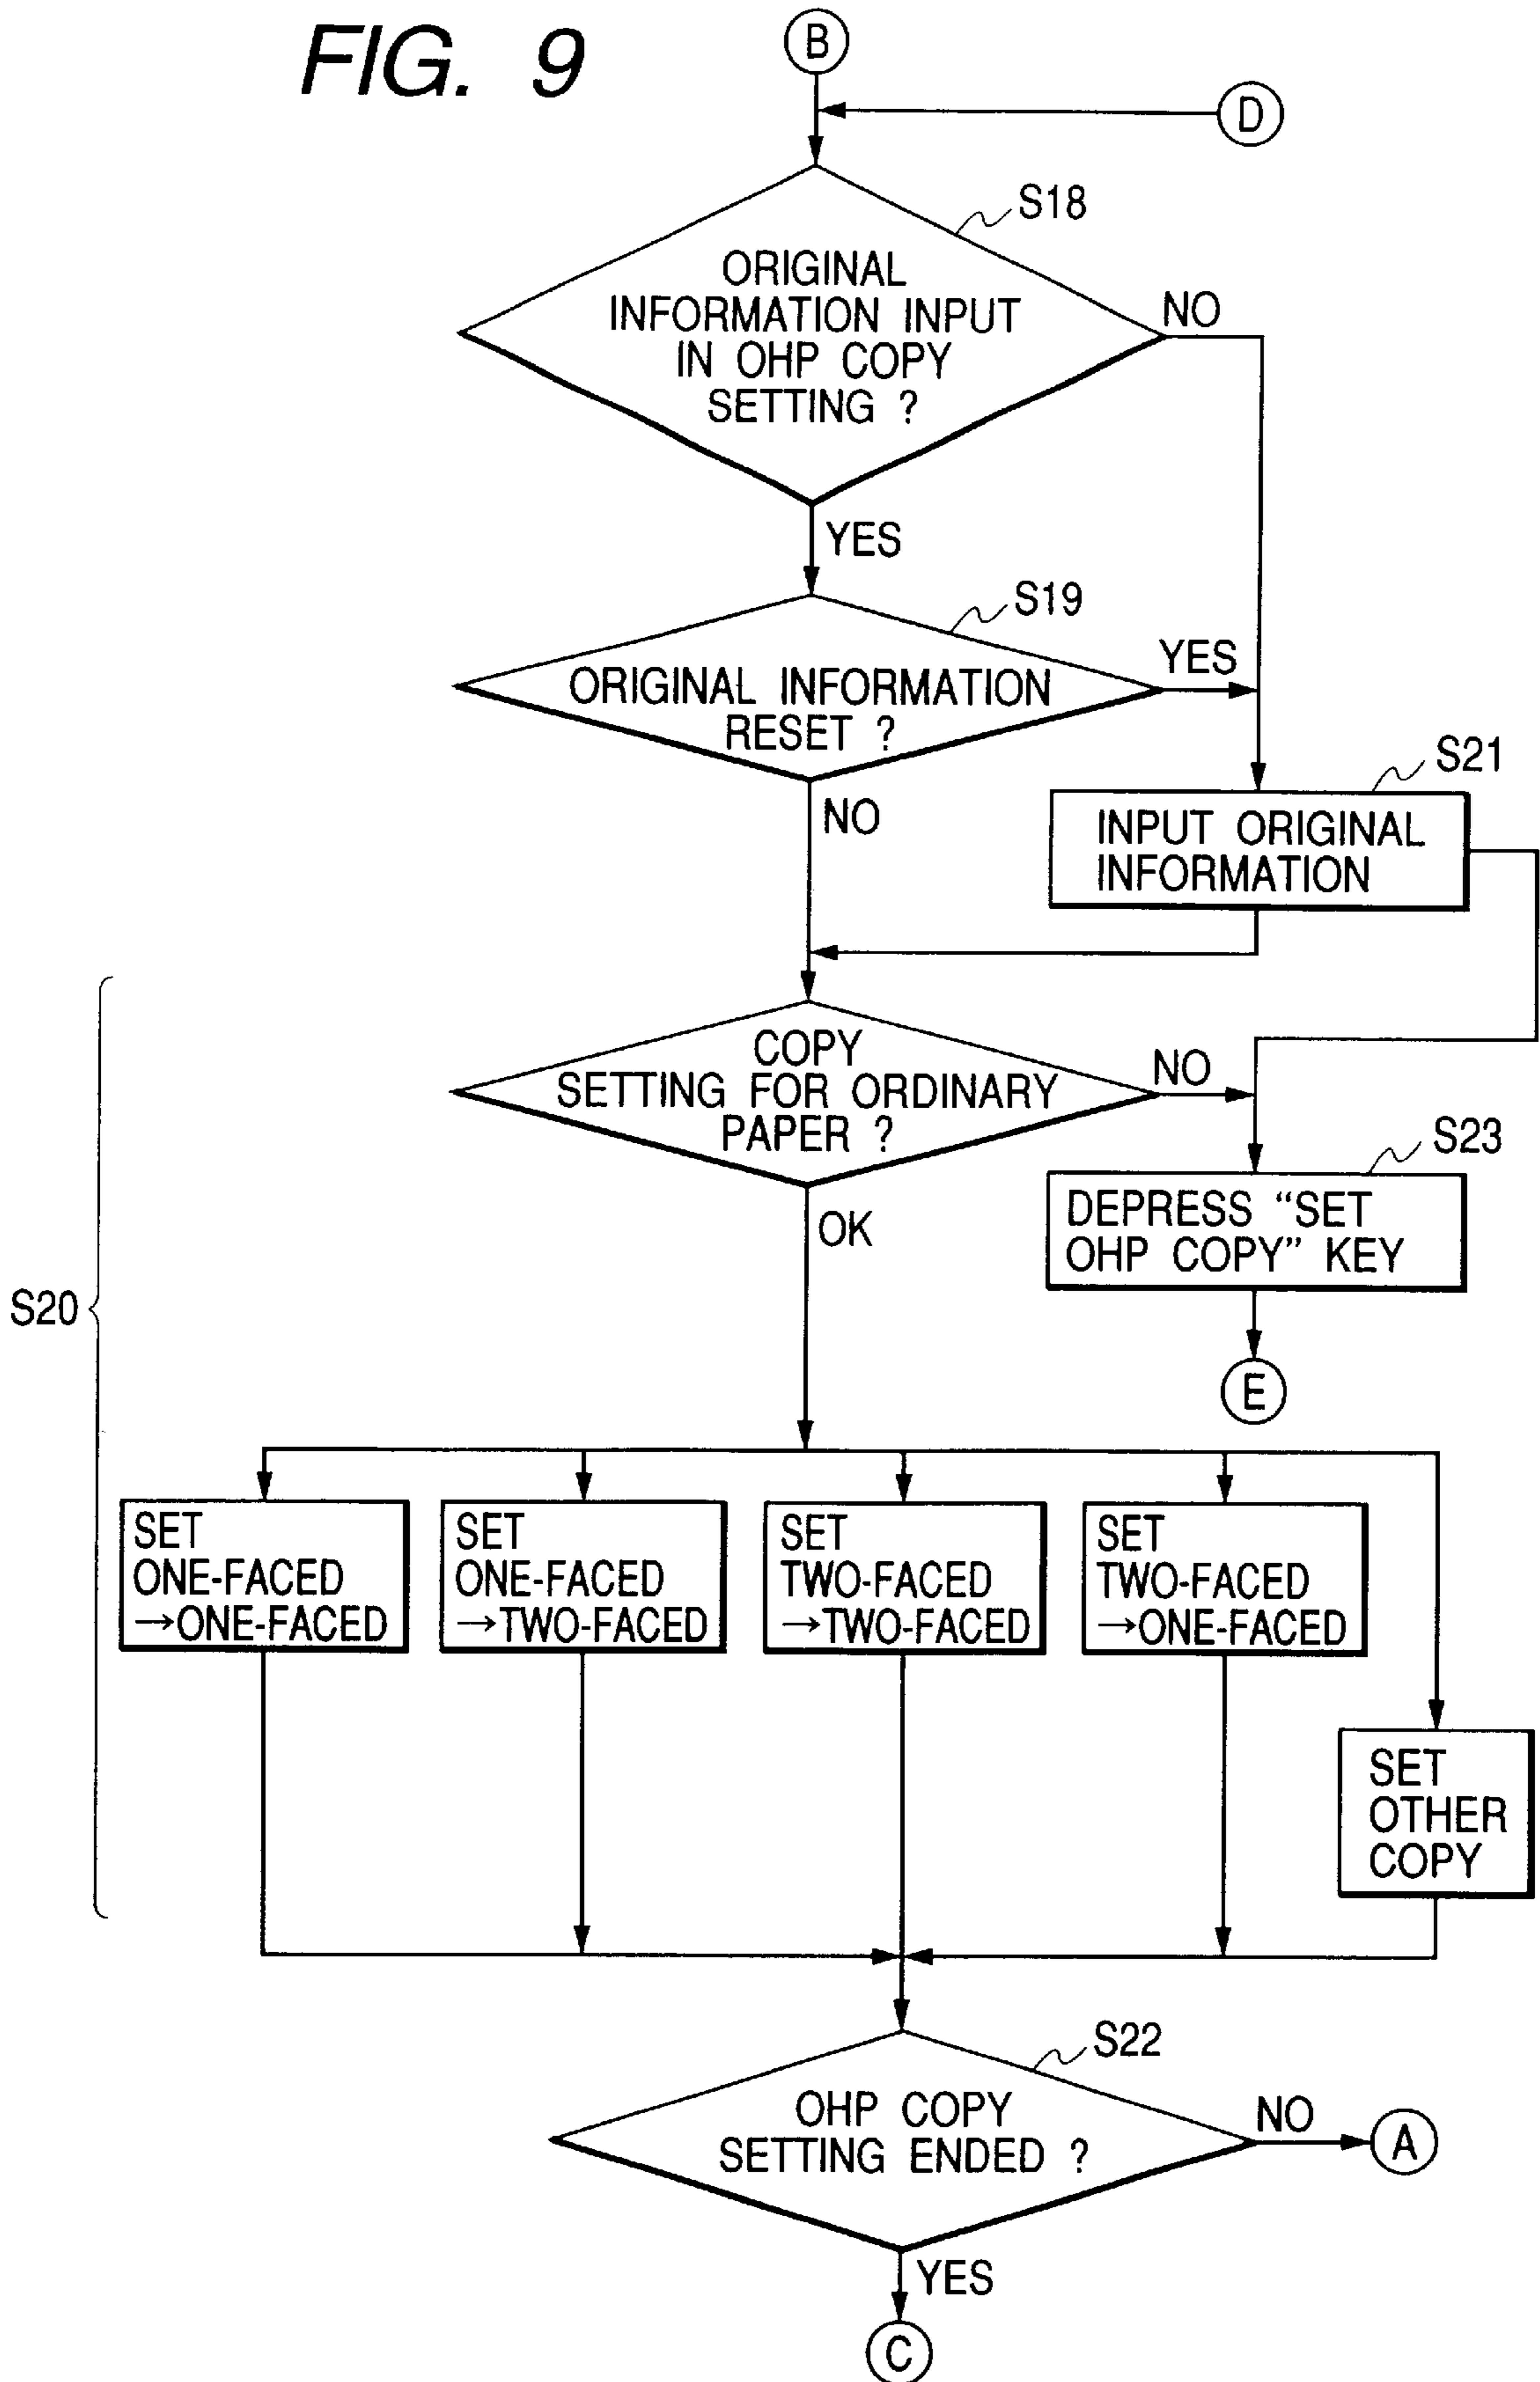 FIG. 9
B
D
S18
ORIGINAL
INFORMATION INPUT
IN OHP COPY
SETTING ?
NO
YES
S19
ORIGINAL INFORMATION
RESET ?
YES
NO
S21
INPUT ORIGINAL
INFORMATION
COPY
SETTING FOR ORDINARY
PAPER ?
NO
OK
S23
DEPRESS “SET
OHP COPY” KEY
E
S20
SET
ONE-FACED
→ONE-FACED
SET
ONE-FACED
→TWO-FACED
SET
TWO-FACED
→TWO-FACED
SET
TWO-FACED
→ONE-FACED
SET
OTHER
COPY
S22
OHP COPY
SETTING ENDED ?
NO
A
YES
C